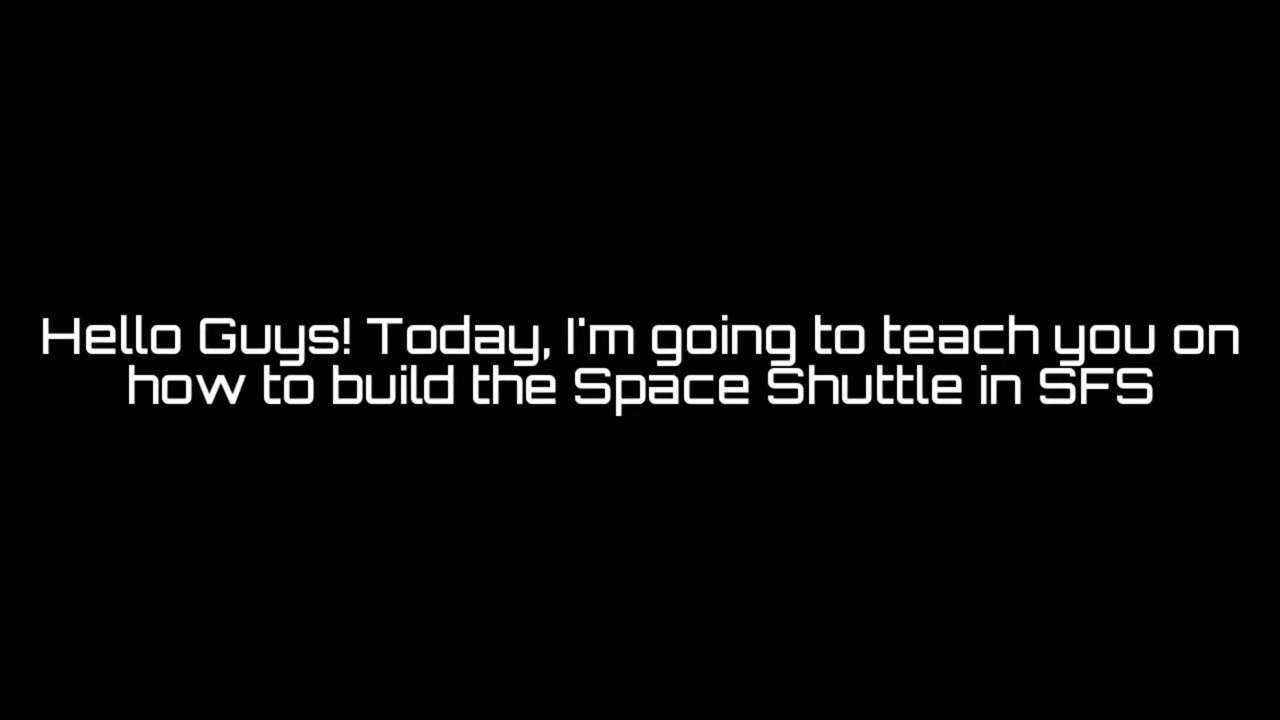 Hello Guys! Today, I'm going to teach you on
how to build the Space Shuttle in SFS